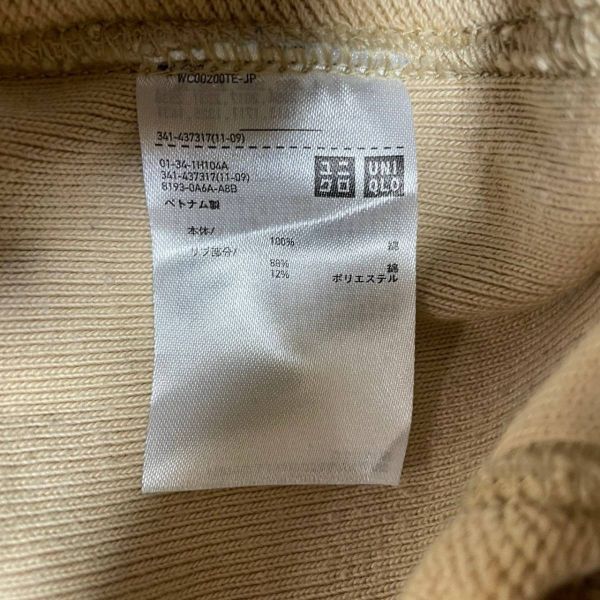 WC00200TE-JP
341-437317(11-09)
01-34-1H104A
341-437317(11-09)
8193-0A6A-A8B
ユニクロ
UNIQLO
ベトナム製
本体/ 100% 綿
リブ部分/ 88% 綿
12% ポリエステル